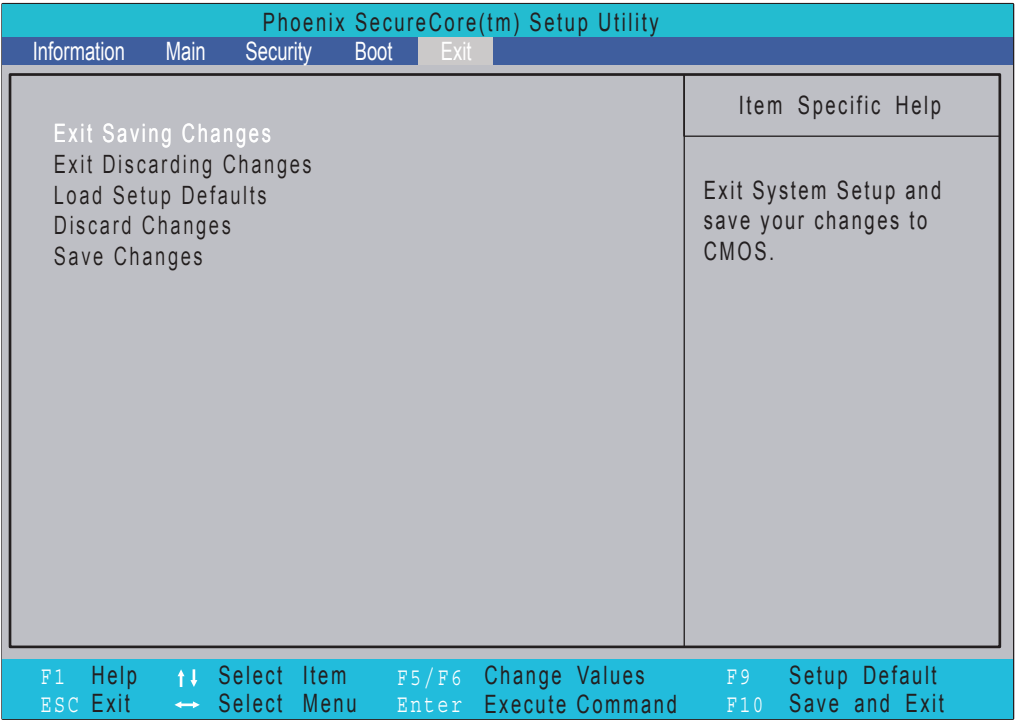 Phoenix SecureCore(tm) Setup Utility
Information Main Security Boot Exit
Exit Saving Changes
Exit Discarding Changes
Load Setup Defaults
Discard Changes
Save Changes
Item Specific Help
Exit System Setup and
save your changes to
CMOS.
F1 Help ↑↓ Select Item F5/F6 Change Values F9 Setup Default
ESC Exit ↔ Select Menu Enter Execute Command F10 Save and Exit